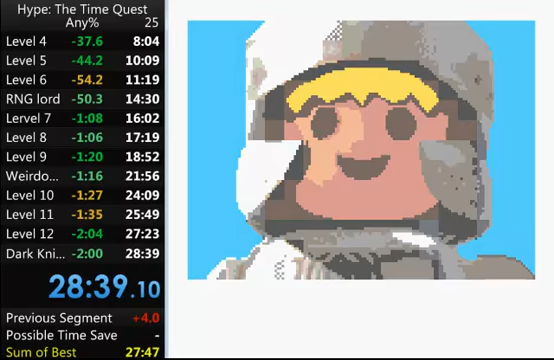 Hype: The Time Quest
Any% 25
Level 4 -37.6 8:04
Level 5 -44.2 10:09
Level 6 -54.2 11:19
RNG lord -50.3 14:30
Lervel 7 -1:08 16:02
Level 8 -1:06 17:19
Level 9 -1:20 18:52
Weirdo... -1:16 21:56
Level 10 -1:27 24:09
Level 11 -1:35 25:49
Level 12 -2:04 27:23
Dark Kni... -2:00 28:39
28:39.10
Previous Segment +4.0
Possible Time Save -
Sum of Best 27:47